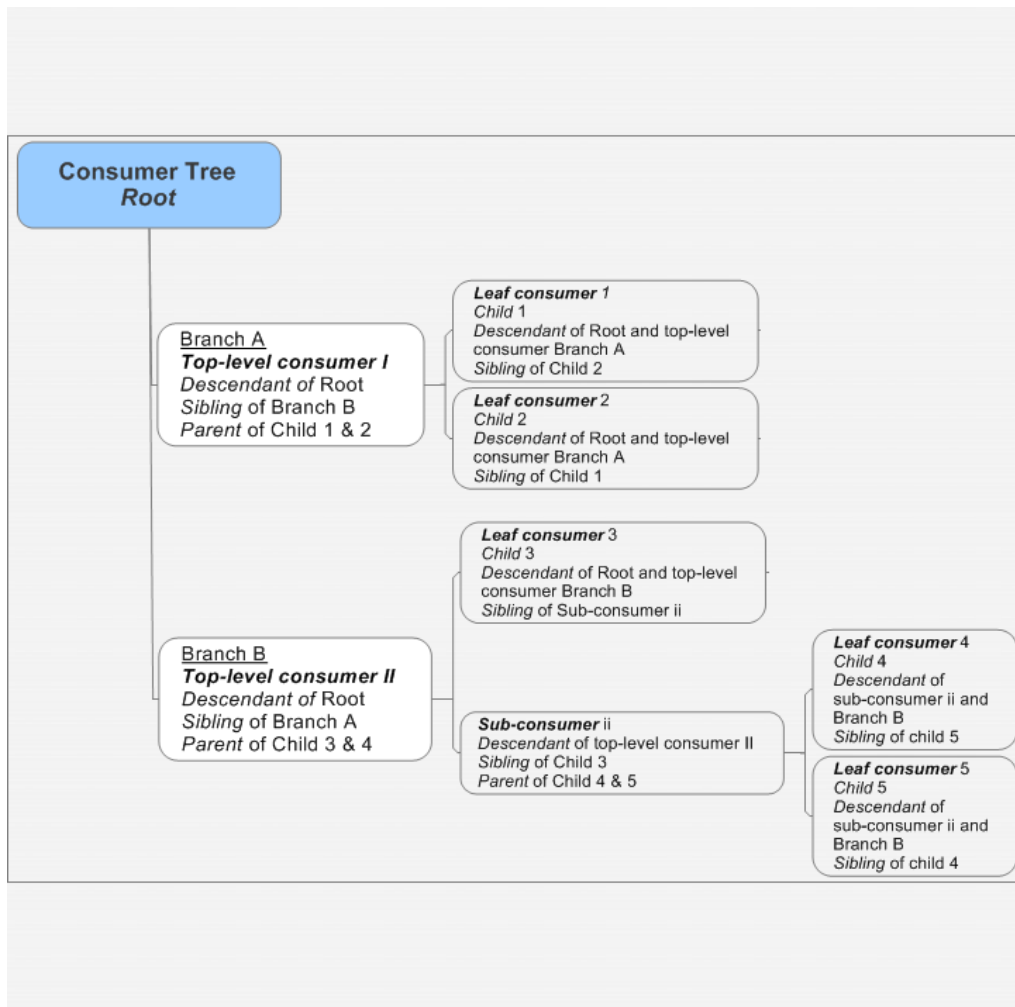 Consumer Tree
Root
Branch A
Top-level consumer I
Descendant of Root
Sibling of Branch B
Parent of Child 1 & 2
Leaf consumer 1
Child 1
Descendant of Root and top-level
consumer Branch A
Sibling of Child 2
Leaf consumer 2
Child 2
Descendant of Root and top-level
consumer Branch A
Sibling of Child 1
Branch B
Top-level consumer II
Descendant of Root
Sibling of Branch A
Parent of Child 3 & 4
Leaf consumer 3
Child 3
Descendant of Root and top-level
consumer Branch B
Sibling of Sub-consumer ii
Sub-consumer ii
Descendant of top-level consumer II
Sibling of Child 3
Parent of Child 4 & 5
Leaf consumer 4
Child 4
Descendant of
sub-consumer ii and
Branch B
Sibling of child 5
Leaf consumer 5
Child 5
Descendant of
sub-consumer ii and
Branch B
Sibling of child 4